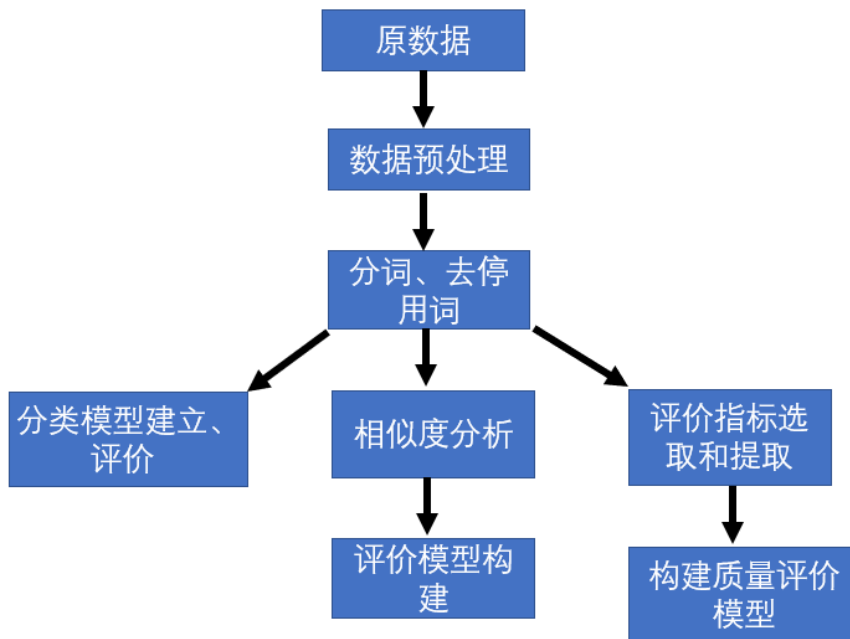 原数据
数据预处理
分词、去停
用词
分类模型建立、
评价
相似度分析
评价指标选
取和提取
评价模型构
建
构建质量评价
模型